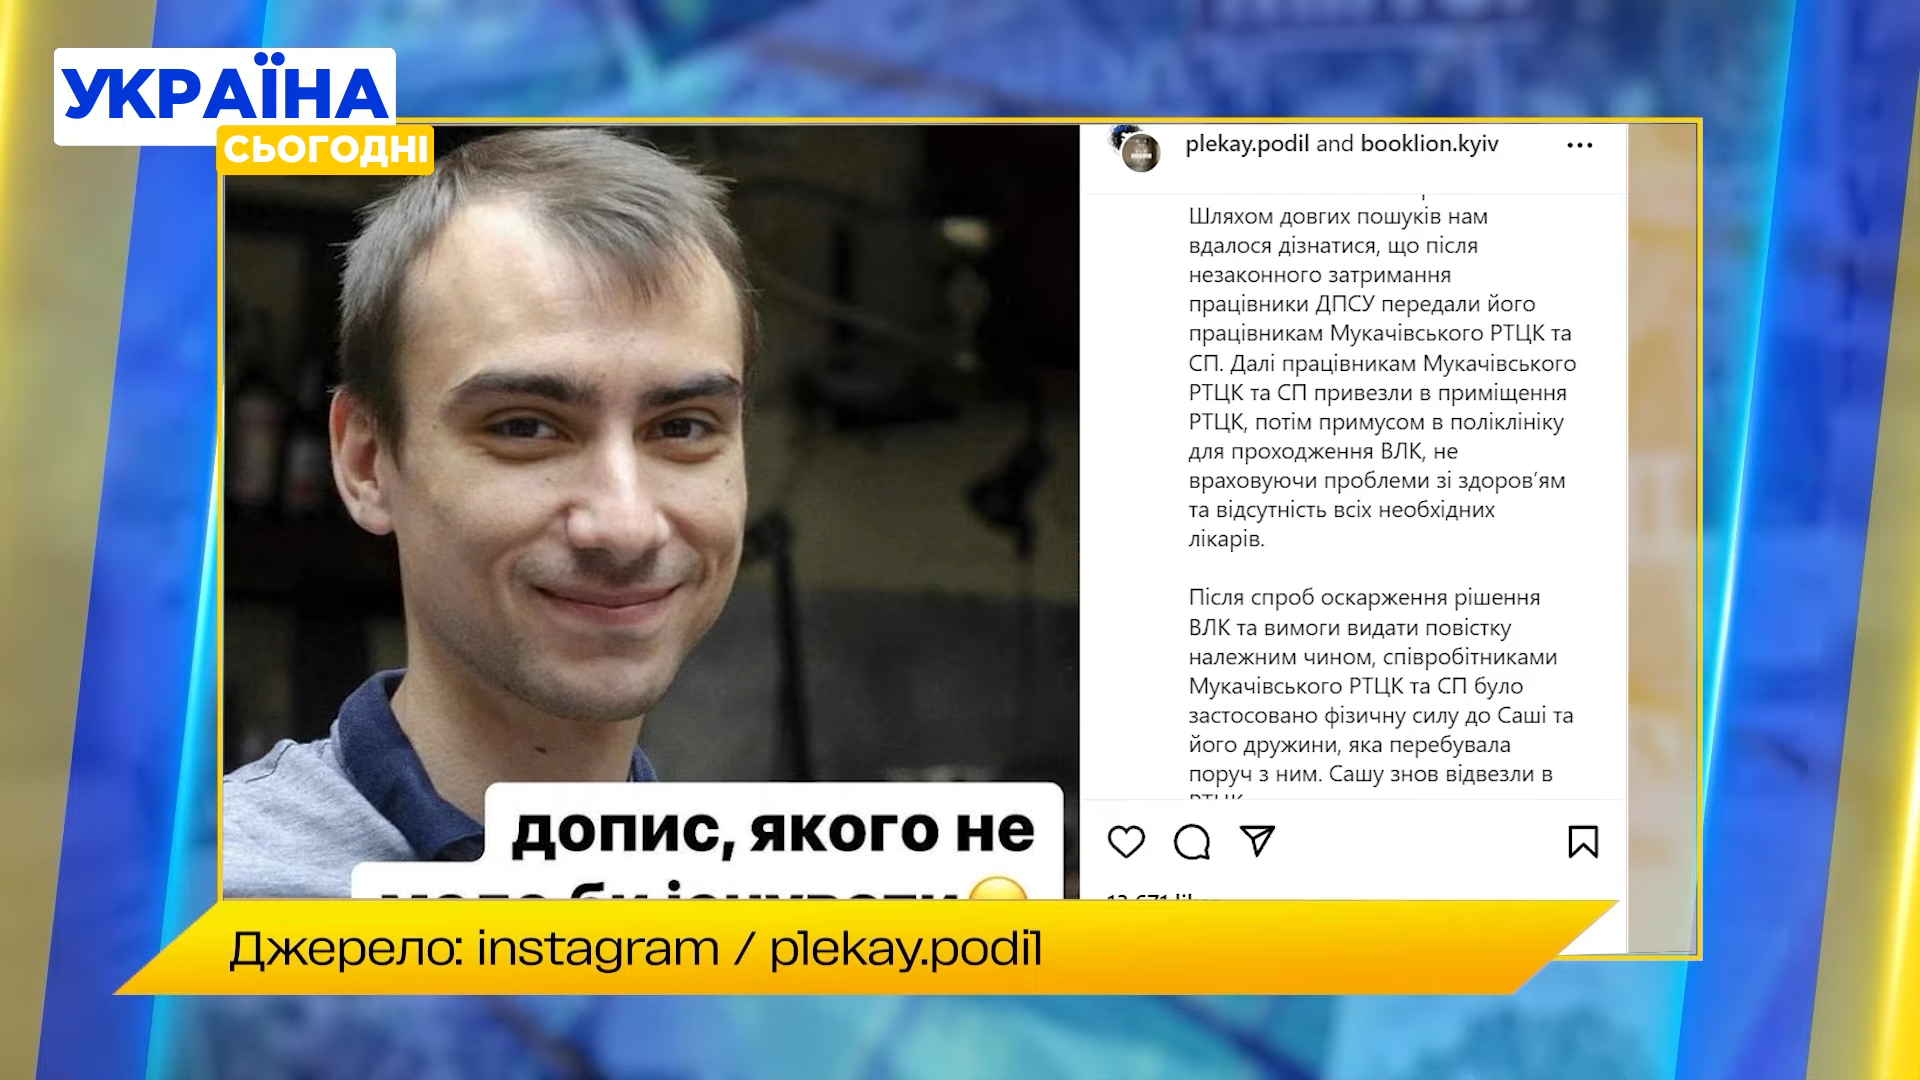 УКРАЇНА
СЬОГОДНІ
plekay.podil and booklion.kyiv
Шляхом довгих пошуків нам
вдалося дізнатися, що після
незаконного затримання
працівники ДПСУ передали його
працівникам Мукачівського РТЦК та
СП. Далі працівникам Мукачівського
РТЦК та СП привезли в приміщення
РТЦК, потім примусом в поліклініку
для проходження ВЛК, не
враховуючи проблеми зі здоров’ям
та відсутність всіх необхідних
лікарів.
Після спроб оскарження рішення
ВЛК та вимоги видати повістку
належним чином, співробітниками
Мукачівського РТЦК та СП було
застосовано фізичну силу до Саші та
його дружини, яка перебувала
поруч з ним. Сашу знов відвезли в
РТЦК
допис, якого не
мало би існувати
Джерело: instagram / plekay.podil